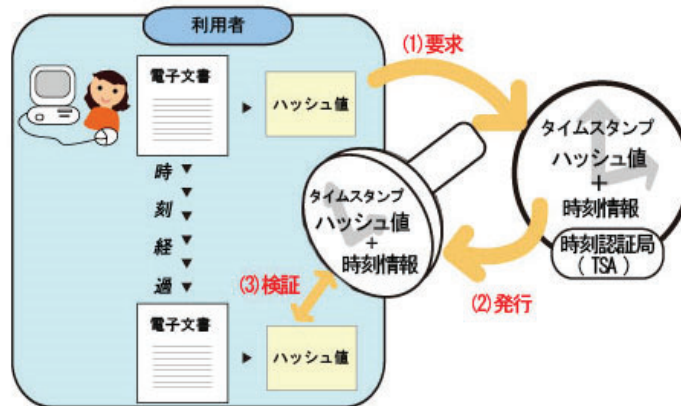 利用者
(1)要求
電子文書
ハッシュ値
タイムスタンプ
ハッシュ値
+
時刻情報
時刻認証局
( TSA )
時
刻
経
過
タイムスタンプ
ハッシュ値
+
時刻情報
(2)発行
(3)検証
電子文書
ハッシュ値